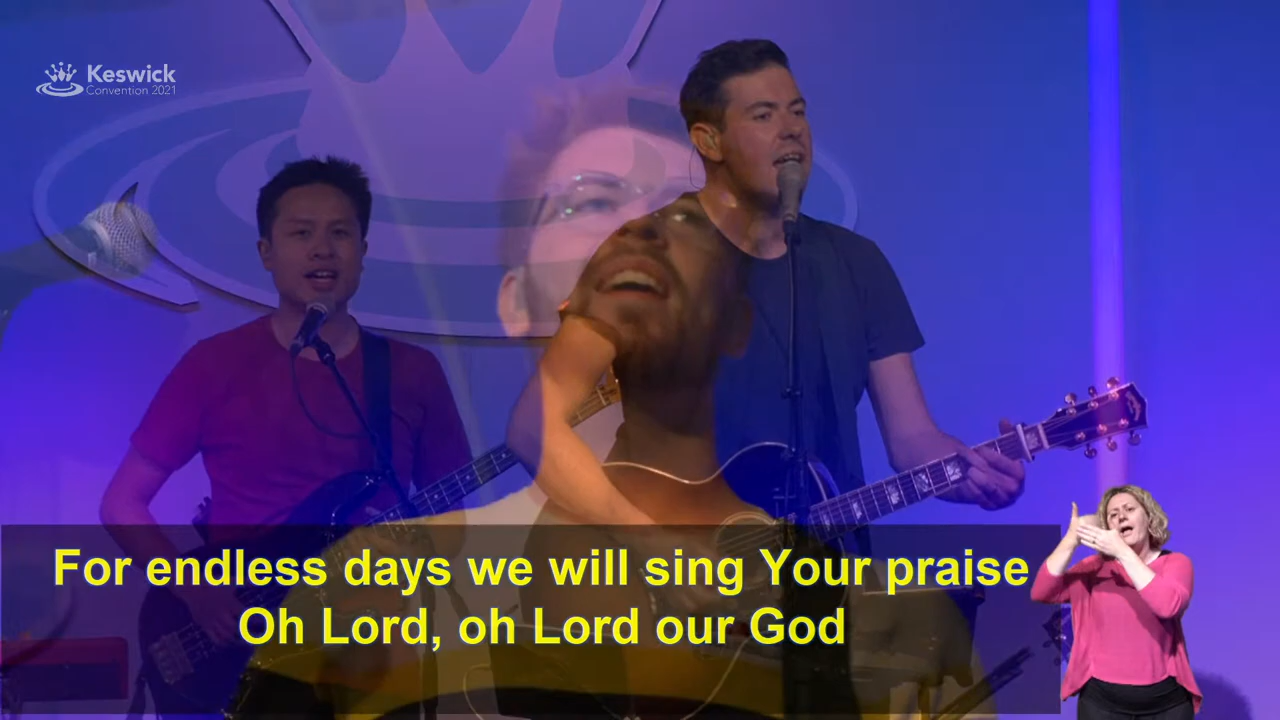 Keswick
Convention 2021
For endless days we will sing Your praise
Oh Lord, oh Lord our God